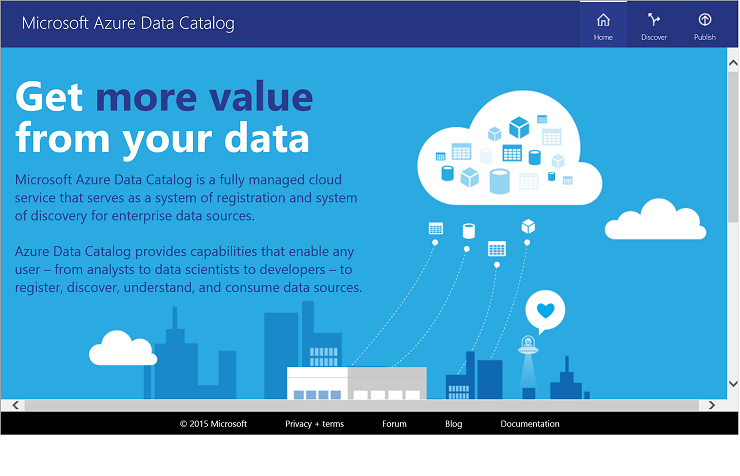 Microsoft Azure Data Catalog
Home
Discover
Publish
Get more value
from your data
Microsoft Azure Data Catalog is a fully managed cloud
service that serves as a system of registration and system
of discovery for enterprise data sources.
Azure Data Catalog provides capabilities that enable any
user – from analysts to data scientists to developers – to
register, discover, understand, and consume data sources.
© 2015 Microsoft
Privacy + terms
Forum
Blog
Documentation